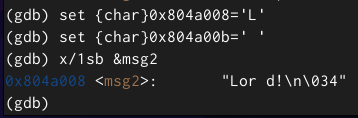 (gdb) set {char}0x804a008='L'
(gdb) set {char}0x804a00b=' '
(gdb) x/1sb &msg2
0x804a008 <msg2>:       "Lor d!\n\034"
(gdb)